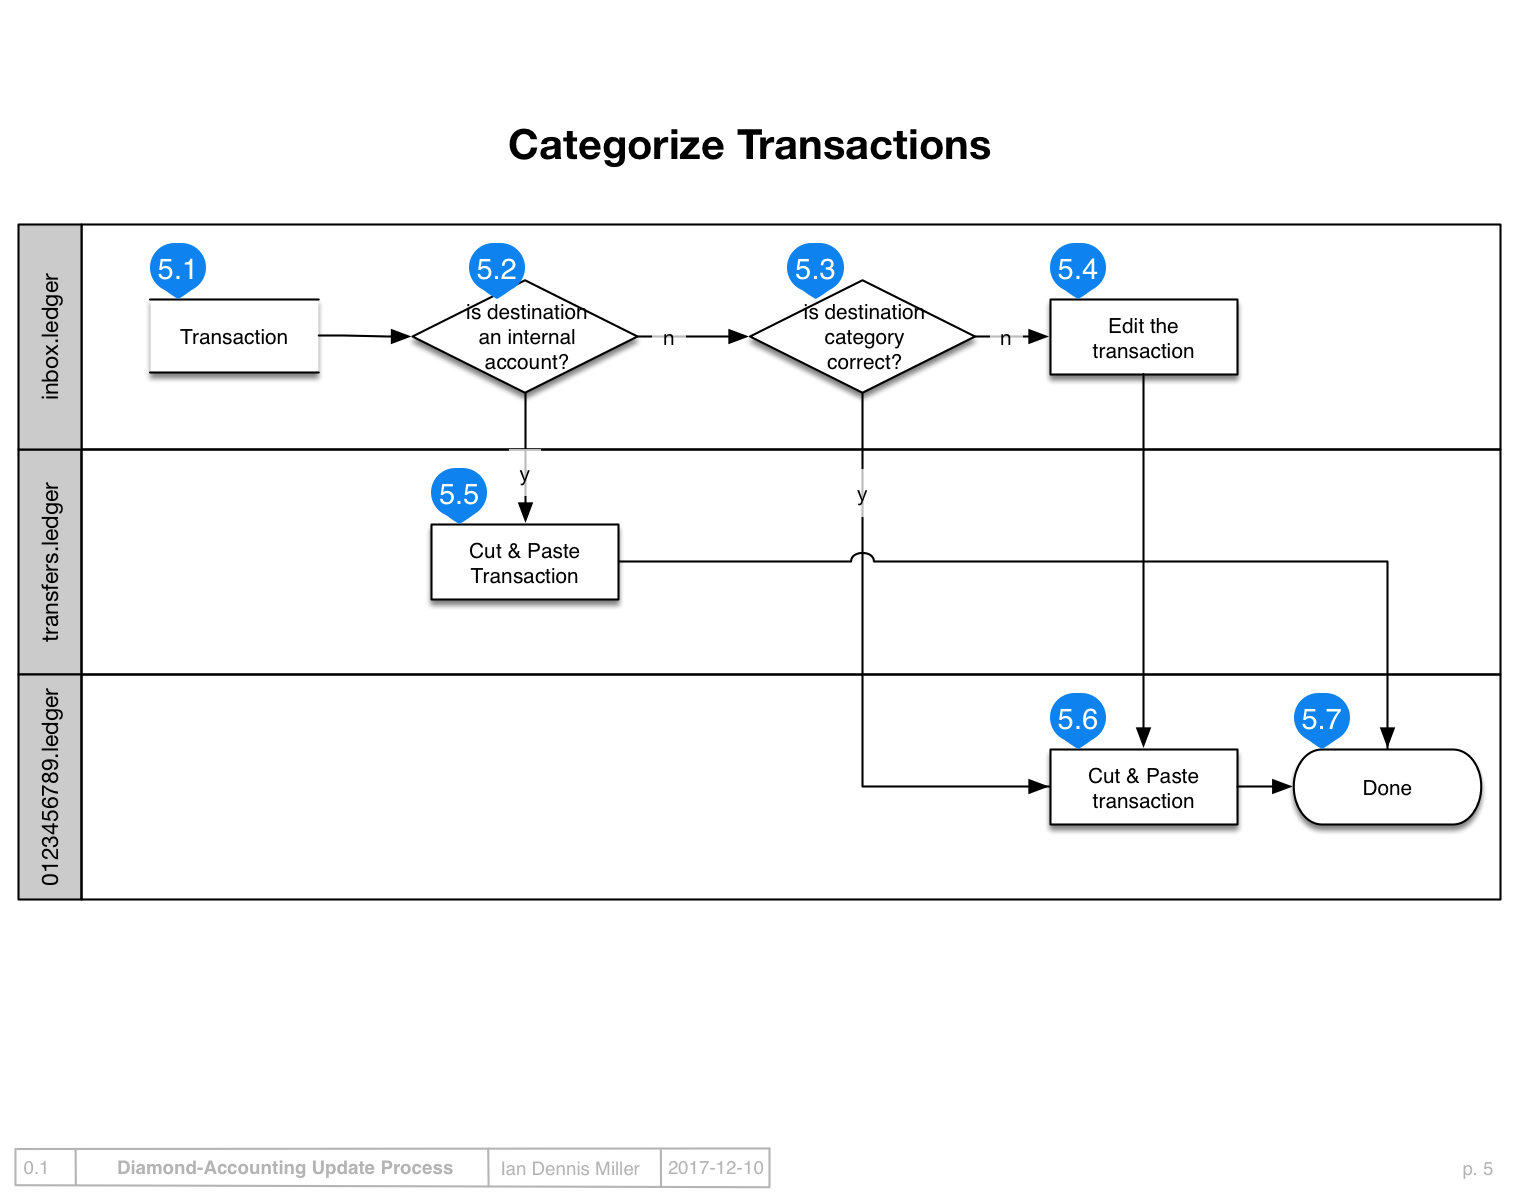 Categorize Transactions
inbox.ledger
5.1
Transaction
5.2
is destination
an internal
account?
n
5.3
is destination
category
correct?
n
5.4
Edit the
transaction
transfers.ledger
y
5.5
Cut & Paste
Transaction
y
0123456789.ledger
5.6
Cut & Paste
transaction
5.7
Done
0.1
Diamond-Accounting Update Process
Ian Dennis Miller
2017-12-10
p. 5